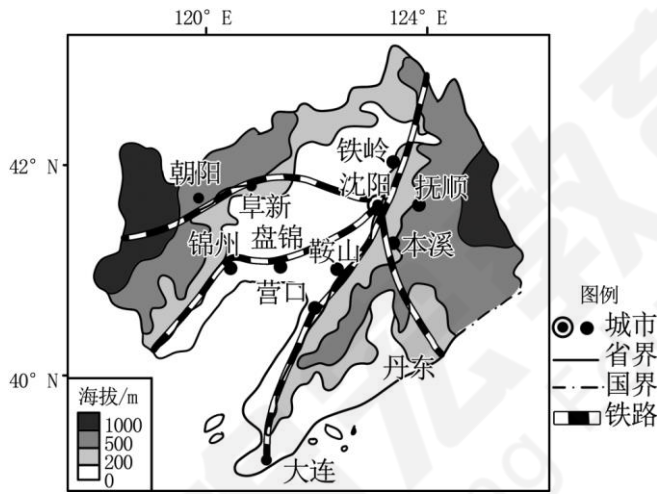 120° E
124° E
42° N
40° N
铁岭
朝阳
沈阳
抚顺
阜新
锦州
盘锦
鞍山
本溪
营口
丹东
大连
海拔/m
1000
500
200
0
图例
城市
省界
国界
铁路